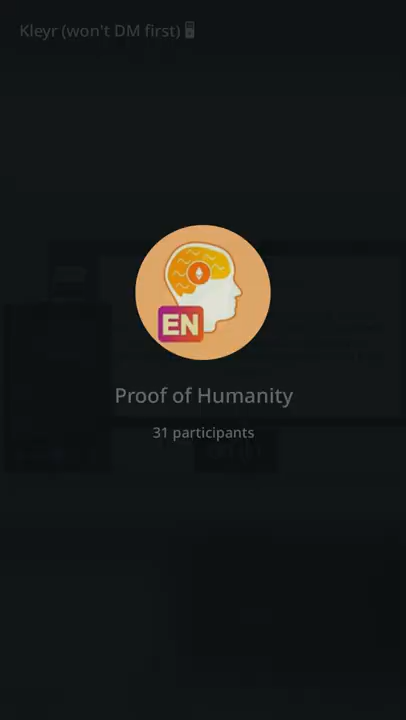 Kleyr (won't DM first) 🖥
EN
Proof of Humanity
31 participants